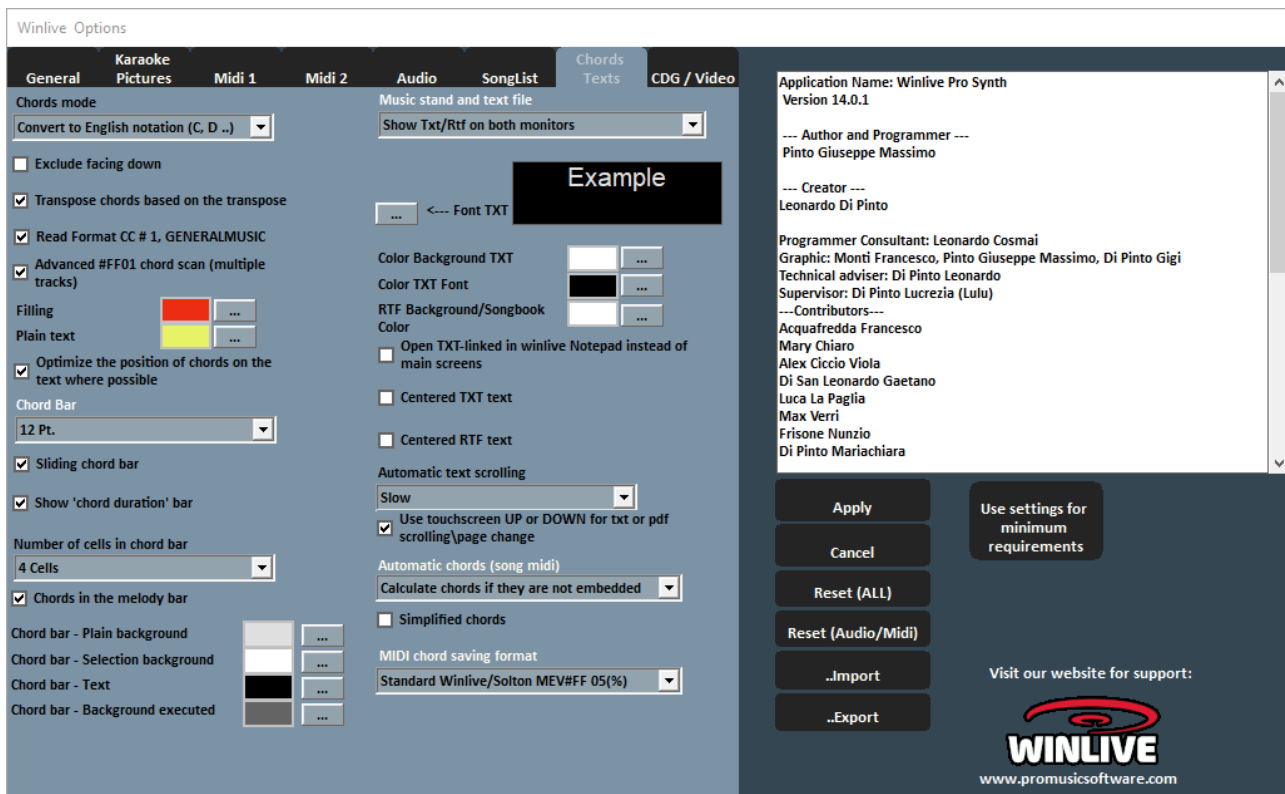 Winlive Options
General
Karaoke
Pictures
Midi 1
Midi 2
Audio
SongList
Chords
Texts
CDG / Video
Chords mode
Convert to English notation (C, D ..)
Exclude facing down
Transpose chords based on the transpose
Read Format CC # 1, GENERALMUSIC
Advanced #FF01 chord scan (multiple
tracks)
Filling
...
Plain text
...
Optimize the position of chords on the
text where possible
Chord Bar
12 Pt.
Sliding chord bar
Show 'chord duration' bar
Number of cells in chord bar
4 Cells
Chords in the melody bar
Chord bar - Plain background
...
Chord bar - Selection background
...
Chord bar - Text
...
Chord bar - Background executed
...
Music stand and text file
Show Txt/Rtf on both monitors
Example
...
<--- Font TXT
Color Background TXT
...
Color TXT Font
...
RTF Background/Songbook
Color
...
Open TXT-linked in winlive Notepad instead of
main screens
Centered TXT text
Centered RTF text
Automatic text scrolling
Slow
Use touchscreen UP or DOWN for txt or pdf
scrolling\page change
Automatic chords (song midi)
Calculate chords if they are not embedded
Simplified chords
MIDI chord saving format
Standard Winlive/Solton MEV#FF 05(%)
Application Name: Winlive Pro Synth
Version 14.0.1
--- Author and Programmer ---
Pinto Giuseppe Massimo
--- Creator ---
Leonardo Di Pinto
Programmer Consultant: Leonardo Cosmai
Graphic: Monti Francesco, Pinto Giuseppe Massimo, Di Pinto Gigi
Technical adviser: Di Pinto Leonardo
Supervisor: Di Pinto Lucrezia (Lulu)
---Contributors---
Acquafredda Francesco
Mary Chiaro
Alex Ciccio Viola
Di San Leonardo Gaetano
Luca La Paglia
Max Verri
Frisone Nunzio
Di Pinto Mariachiara
Apply
Cancel
Reset (ALL)
Reset (Audio/Midi)
..Import
..Export
Use settings for
minimum
requirements
Visit our website for support:
WINLIVE
www.promusicsoftware.com